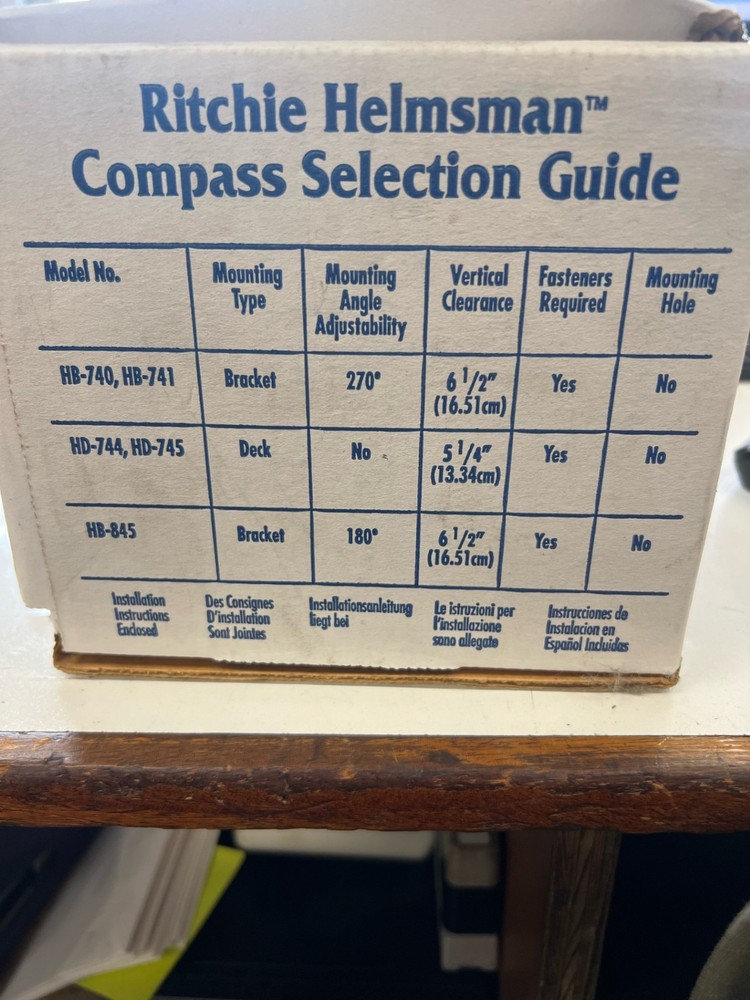 Ritchie Helmsman™
Compass Selection Guide
Model No. Mounting Type Mounting Angle Adjustability Vertical Clearance Fasteners Required Mounting Hole
HB-740, HB-741 Bracket 270° 6 1/2" (16.51cm) Yes No
HD-744, HD-745 Deck No 5 1/4" (13.34cm) Yes No
HB-845 Bracket 180° 6 1/2" (16.51cm) Yes No
Installation
Instructions
Enclosed
Des Consignes
D'installation
Sont Jointes
Installationsanleitung
liegt bei
Le istruzioni per
l'installazione
sono allegate
Instrucciones de
Instalacion en
Español Incluidas